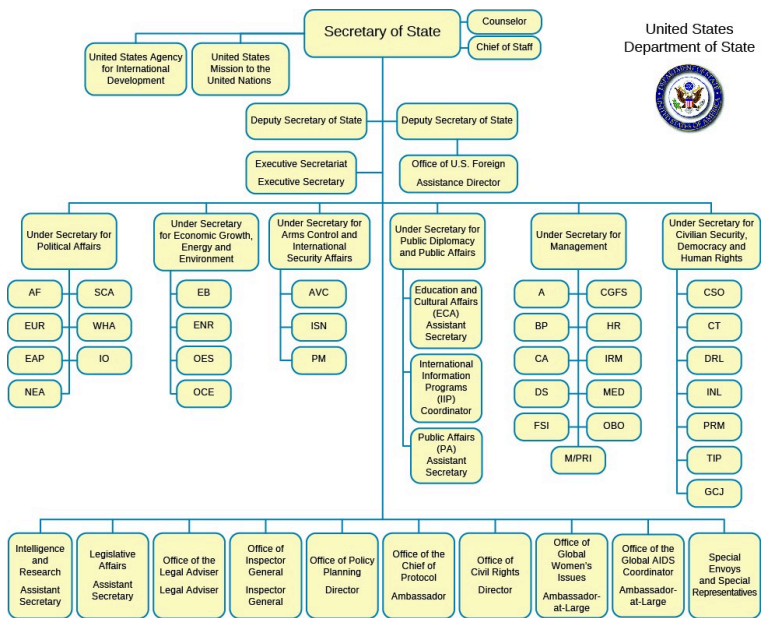 Secretary of State
Counselor
Chief of Staff
United States
Department of State
United States Agency
for International
Development
United States
Mission to the
United Nations
Deputy Secretary of State
Deputy Secretary of State
Executive Secretariat
Executive Secretary
Office of U.S. Foreign
Assistance Director
Under Secretary for
Political Affairs
Under Secretary
for Economic Growth,
Energy and
Environment
Under Secretary for
Arms Control and
International
Security Affairs
Under Secretary for
Public Diplomacy
and Public Affairs
Under Secretary for
Management
Under Secretary for
Civilian Security,
Democracy and
Human Rights
AF
SCA
EUR
WHA
EAP
IO
NEA
EB
ENR
OES
OCE
AVC
ISN
PM
Education and
Cultural Affairs
(ECA)
Assistant
Secretary
International
Information
Programs
(IIP)
Coordinator
Public Affairs
(PA)
Assistant
Secretary
A
CGFS
BP
HR
CA
IRM
DS
MED
FSI
OBO
M/PRI
CSO
CT
DRL
INL
PRM
TIP
GCJ
Intelligence
and
Research
Assistant
Secretary
Legislative
Affairs
Assistant
Secretary
Office of the
Legal Adviser
Legal Adviser
Office of
Inspector
General
Inspector
General
Office of Policy
Planning
Director
Office of the
Chief of
Protocol
Ambassador
Office of
Civil Rights
Director
Office of
Global
Women's
Issues
Ambassador-
at-Large
Office of the
Global AIDS
Coordinator
Ambassador-
at-Large
Special
Envoys
and Special
Representatives